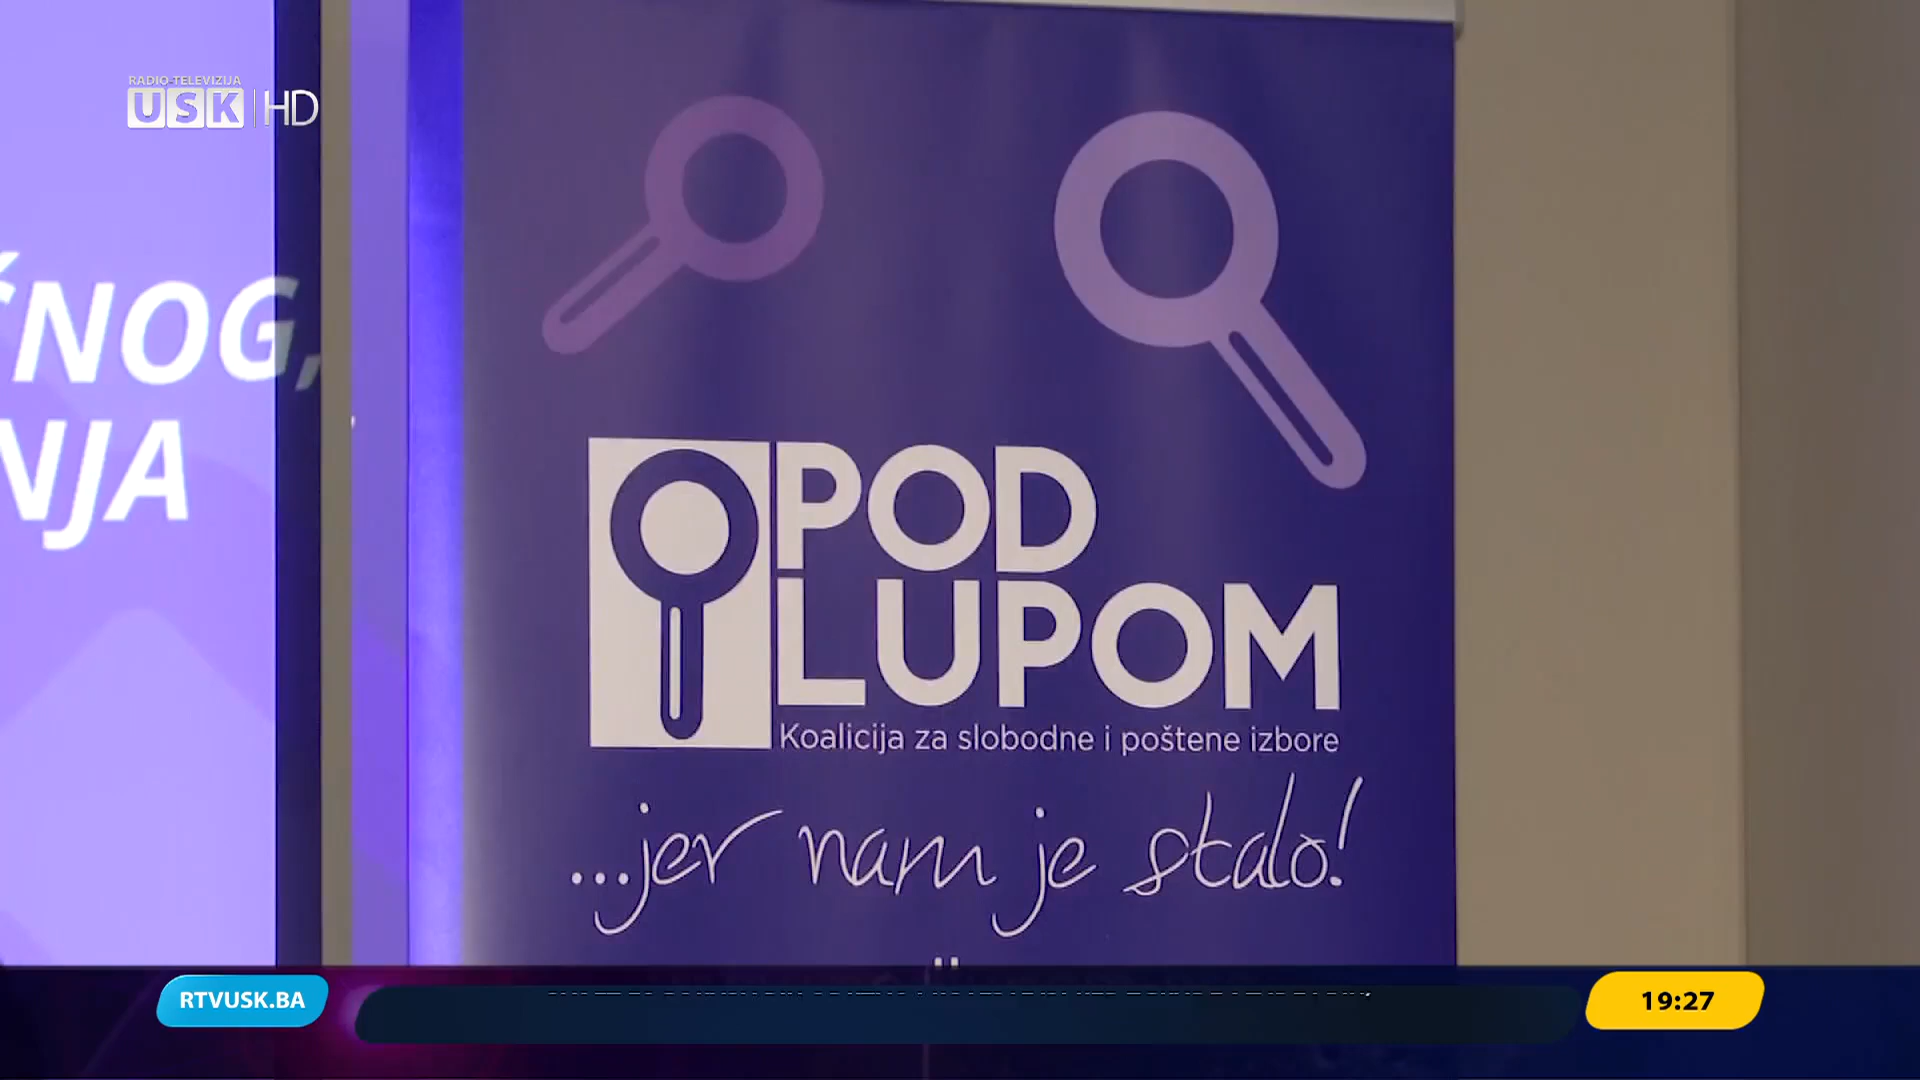 RADIO-TELEVIZIJA
USK HD
NOG,
NJA
POD
LUPOM
Koalicija za slobodne i poštene izbore
...jer nam je stalo!
RTVUSK.BA
19:27